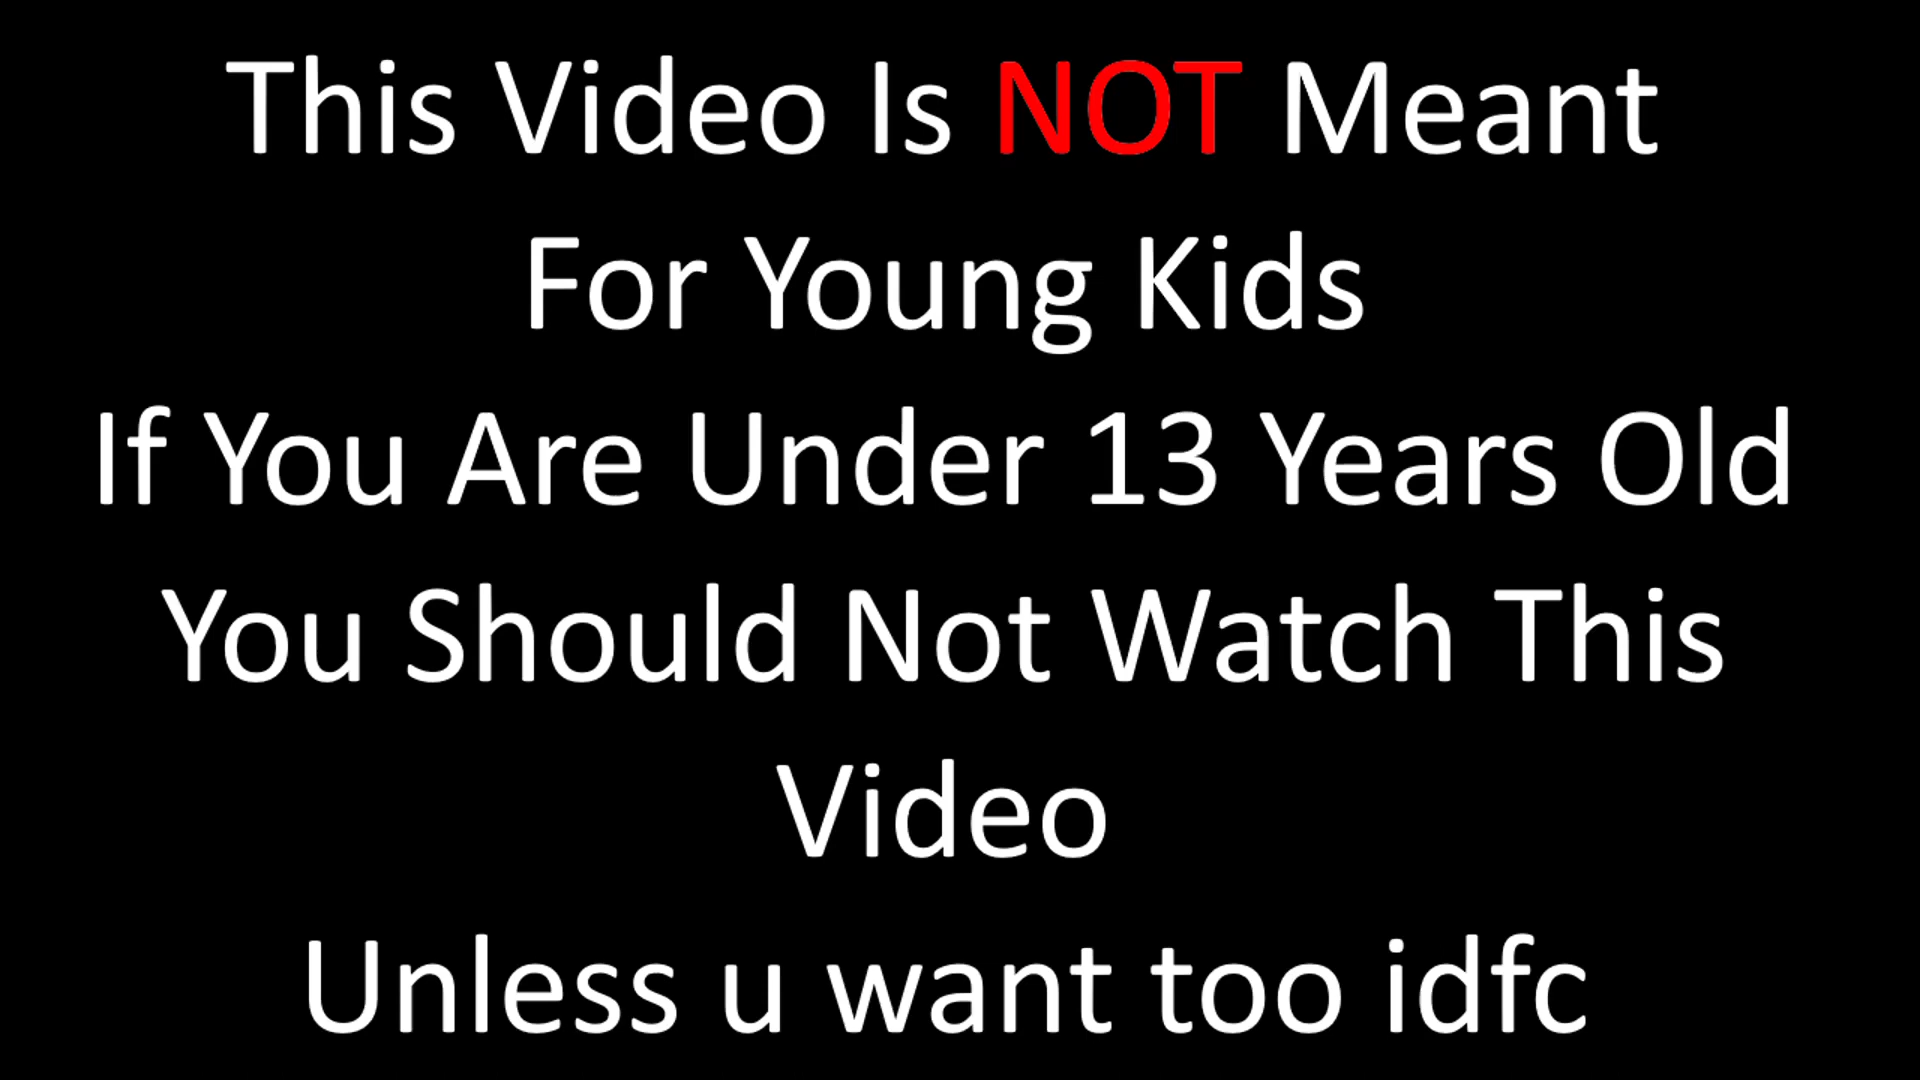 This Video Is NOT Meant
For Young Kids
If You Are Under 13 Years Old
You Should Not Watch This
Video
Unless u want too idfc